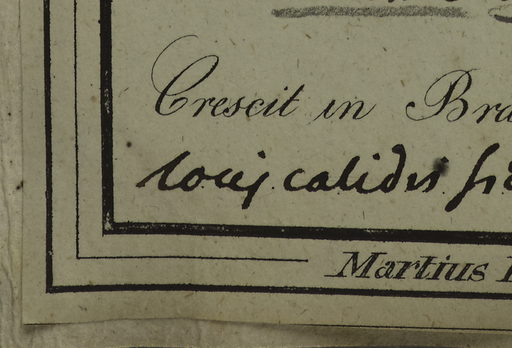 Crescit in Bra
locis calidis
Martius